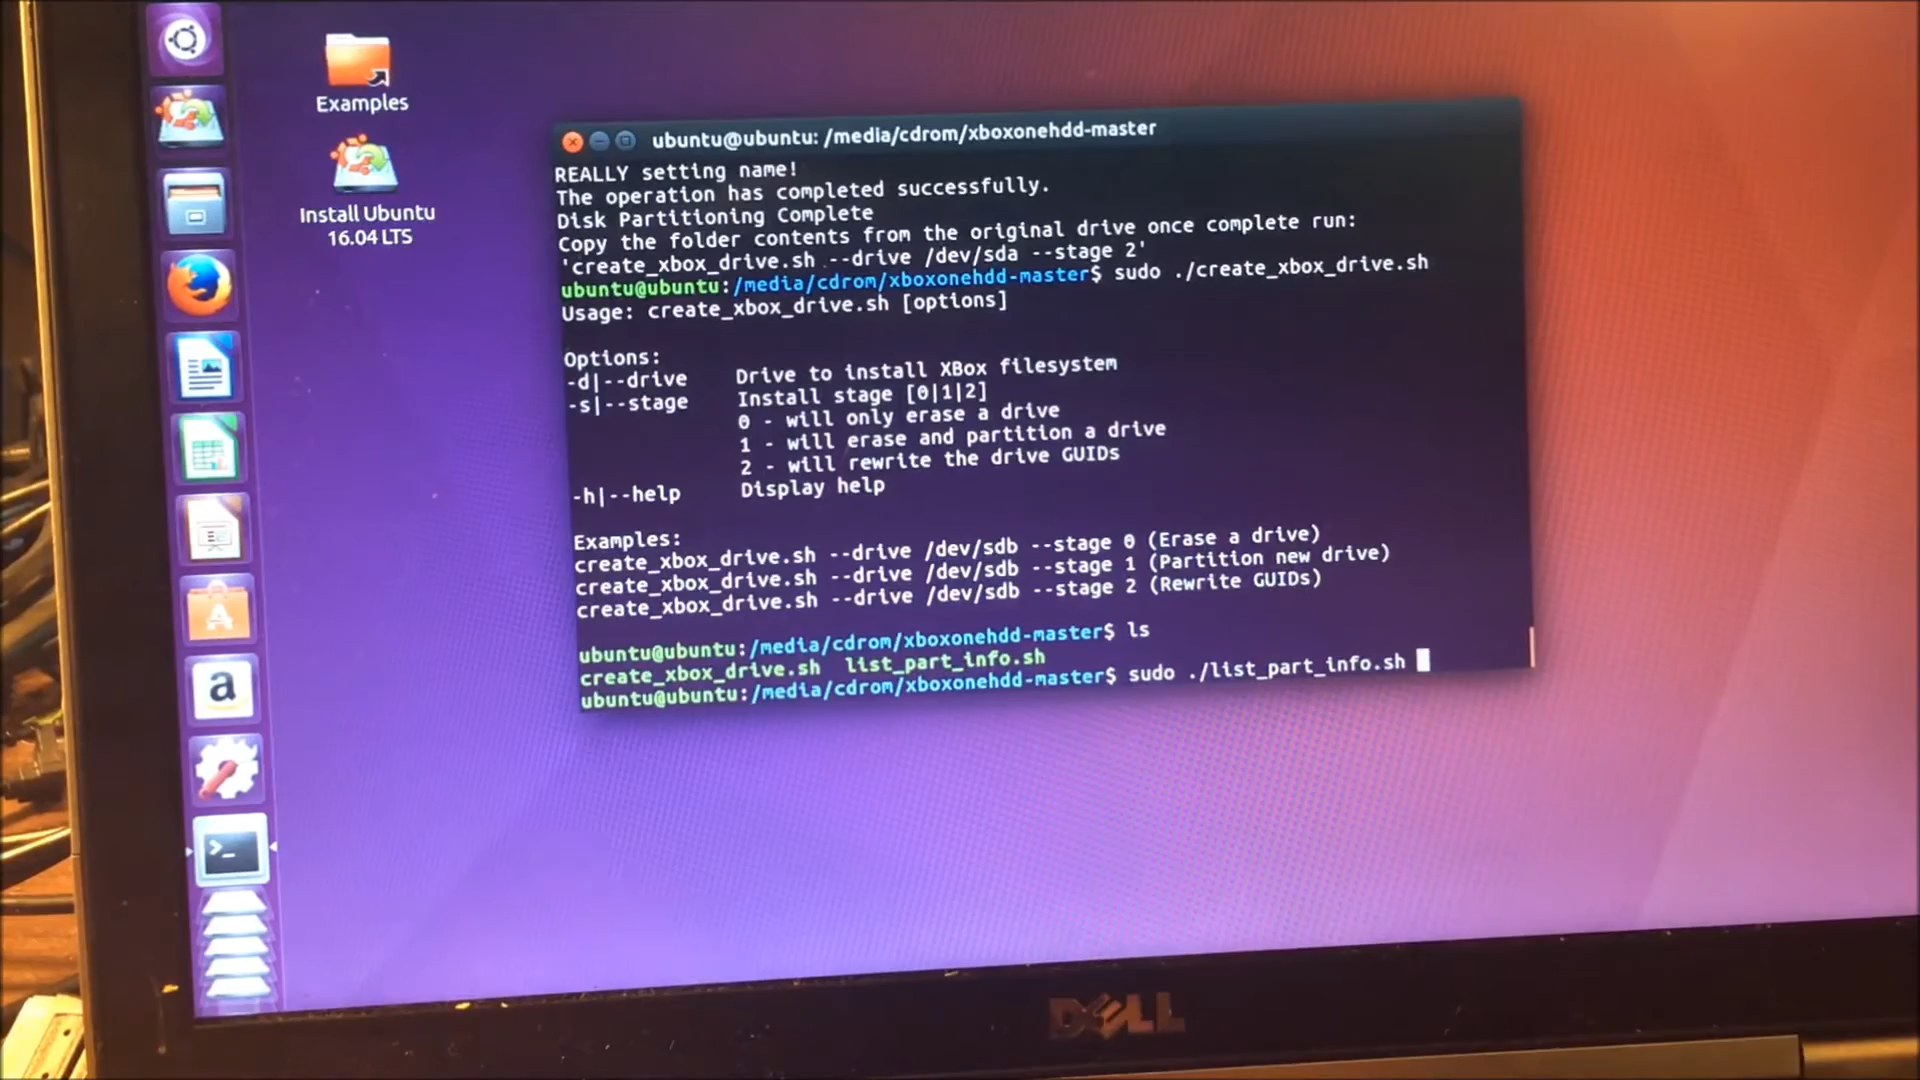 Examples
Install Ubuntu
16.04 LTS
ubuntu@ubuntu: /media/cdrom/xboxonehdd-master
REALLY setting name!
The operation has completed successfully.
Disk Partitioning Complete
Copy the folder contents from the original drive once complete run:
'create_xbox_drive.sh --drive /dev/sda --stage 2'
ubuntu@ubuntu:/media/cdrom/xboxonehdd-master$ sudo ./create_xbox_drive.sh
Usage: create_xbox_drive.sh [options]
Options:
-d|--drive Drive to install XBox filesystem
-s|--stage Install stage [0|1|2]
0 - will only erase a drive
1 - will erase and partition a drive
2 - will rewrite the drive GUIDs
-h|--help Display help
Examples:
create_xbox_drive.sh --drive /dev/sdb --stage 0 (Erase a drive)
create_xbox_drive.sh --drive /dev/sdb --stage 1 (Partition new drive)
create_xbox_drive.sh --drive /dev/sdb --stage 2 (Rewrite GUIDs)
ubuntu@ubuntu:/media/cdrom/xboxonehdd-master$ ls
create_xbox_drive.sh list_part_info.sh
ubuntu@ubuntu:/media/cdrom/xboxonehdd-master$ sudo ./list_part_info.sh
DELL